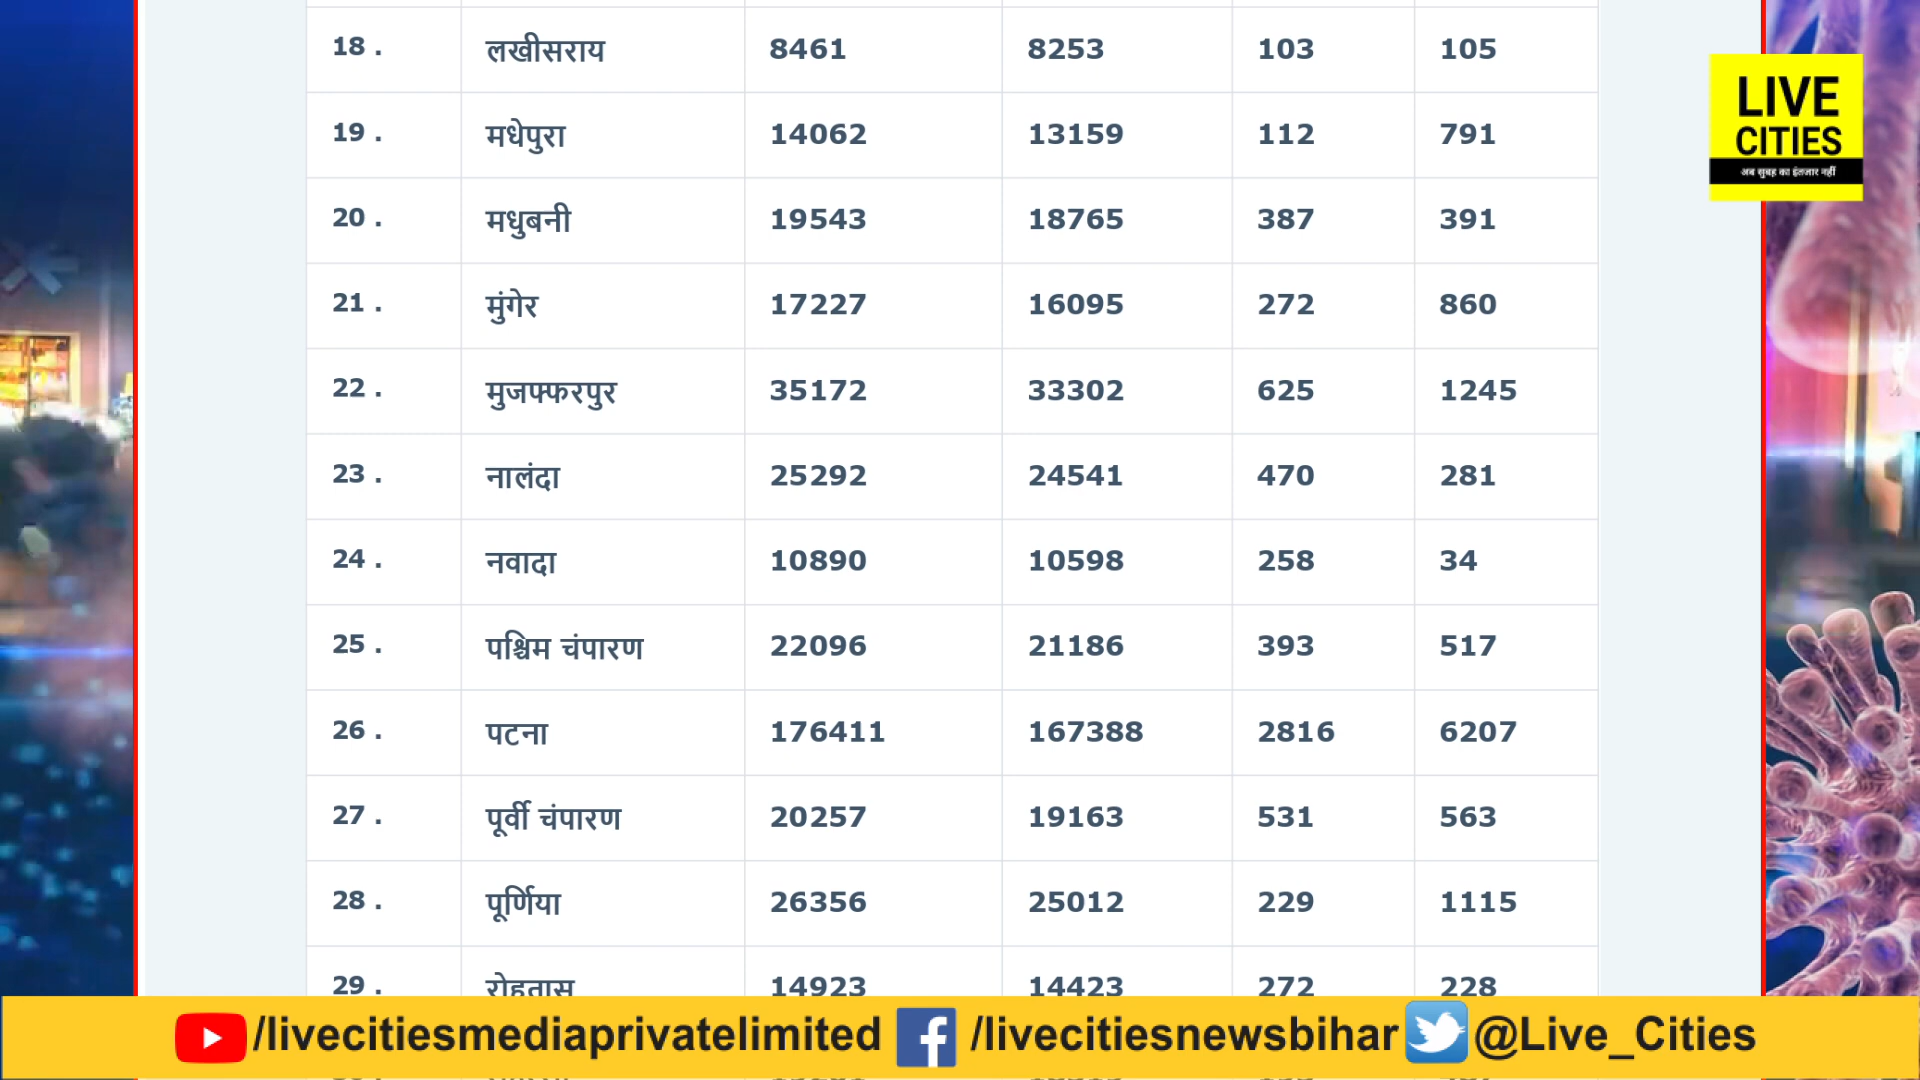 18 . लखीसराय 8461 8253 103 105
19 . मधेपुरा 14062 13159 112 791
20 . मधुबनी 19543 18765 387 391
21 . मुंगेर 17227 16095 272 860
22 . मुजफ्फरपुर 35172 33302 625 1245
23 . नालंदा 25292 24541 470 281
24 . नवादा 10890 10598 258 34
25 . पश्चिम चंपारण 22096 21186 393 517
26 . पटना 176411 167388 2816 6207
27 . पूर्वी चंपारण 20257 19163 531 563
28 . पूर्णिया 26356 25012 229 1115
29 . रोहतास 14923 14423 272 228
LIVE
CITIES
अब सुबह का इंतजार नहीं
/livecitiesmediaprivatelimited /livecitiesnewsbihar @Live_Cities